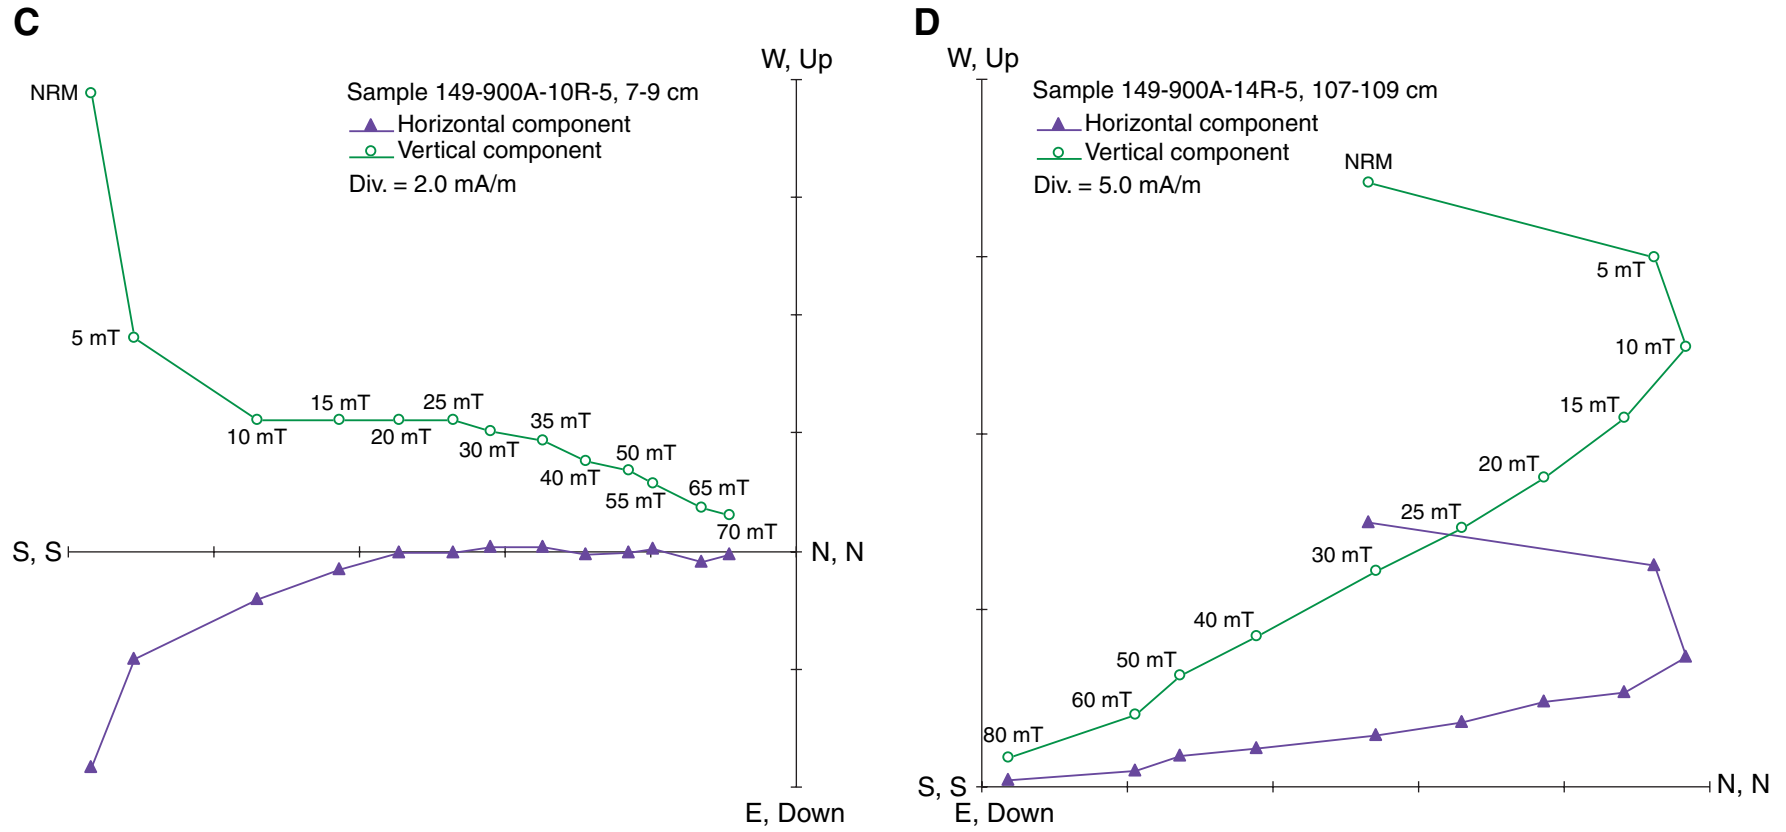 C
W, Up
NRM
Sample 149-900A-10R-5, 7-9 cm
Horizontal component
Vertical component
Div. = 2.0 mA/m
5 mT
10 mT
15 mT
20 mT
25 mT
30 mT
35 mT
40 mT
50 mT
55 mT
65 mT
70 mT
S, S
N, N
E, Down
D
W, Up
Sample 149-900A-14R-5, 107-109 cm
Horizontal component
Vertical component
Div. = 5.0 mA/m
NRM
5 mT
10 mT
15 mT
20 mT
25 mT
30 mT
40 mT
50 mT
60 mT
80 mT
S, S
N, N
E, Down